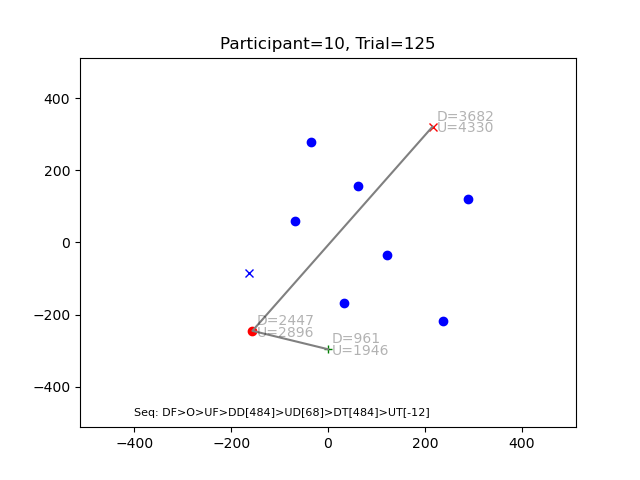 Participant=10, Trial=125
400
200
0
−200
−400
D=3682
U=4330
D=2447
U=2896
D=961
U=1946
Seq: DF>O>UF>DD[484]>UD[68]>DT[484]>UT[-12]
−400 −200 0 200 400